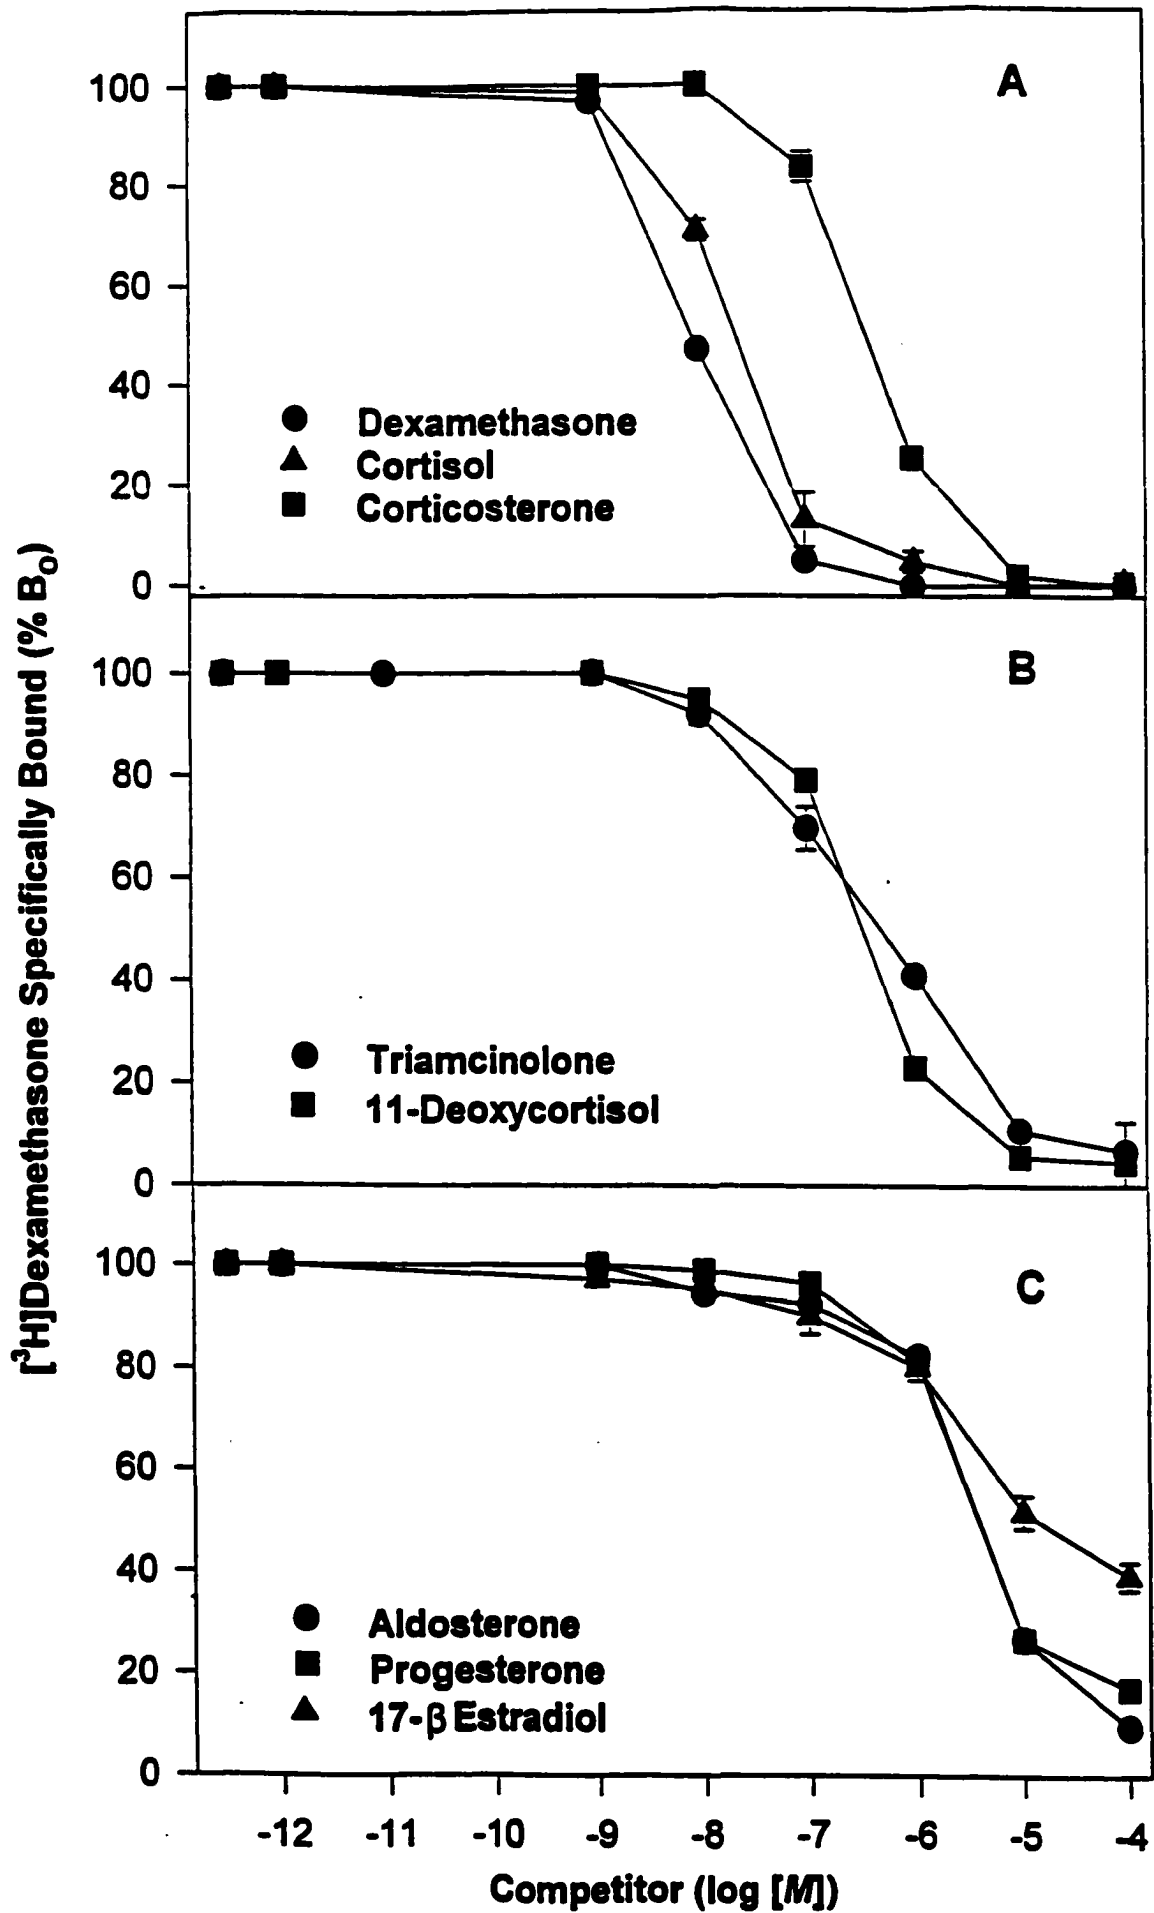 [³H]Dexamethasone Specifically Bound (% B₀)
A
100
80
60
40
20
0
Dexamethasone
Cortisol
Corticosterone
B
100
80
60
40
20
0
Triamcinolone
11-Deoxycortisol
C
100
80
60
40
20
0
Aldosterone
Progesterone
17-β Estradiol
-12 -11 -10 -9 -8 -7 -6 -5 -4
Competitor (log [M])